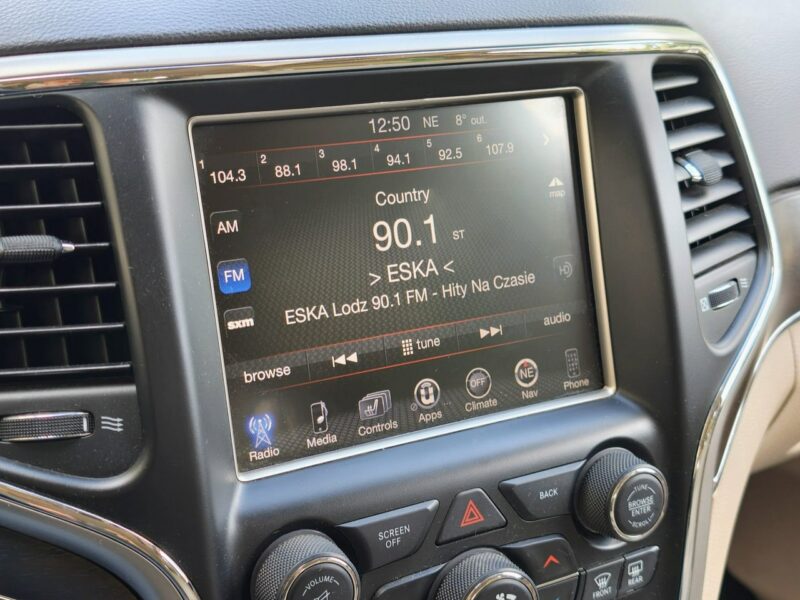 12:50 NE 8° out.
1 104.3 2 88.1 3 98.1 4 94.1 5 92.5 6 107.9
map
Country
AM
90.1 ST
FM
> ESKA <
HD
sxm
ESKA Lodz 90.1 FM - Hity Na Czasie
browse tune audio
Radio Media Controls Apps OFF Climate NE Nav Phone
VOLUME
SCREEN OFF
BACK
TUNE
BROWSE
ENTER
SCROLL
FRONT
REAR